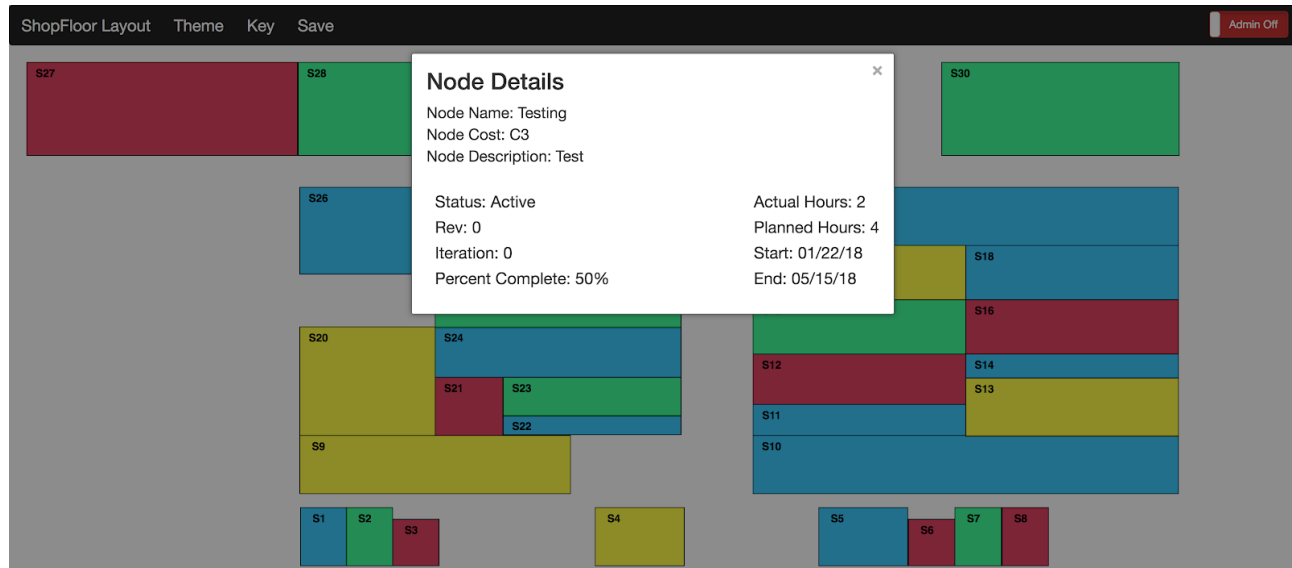 ShopFloor Layout Theme Key Save Admin Off
S27 S28 S30
Node Details ×
Node Name: Testing
Node Cost: C3
Node Description: Test
Status: Active Actual Hours: 2
Rev: 0 Planned Hours: 4
Iteration: 0 Start: 01/22/18
Percent Complete: 50% End: 05/15/18
S26
S18
S16
S20 S24
S12 S14
S21 S23 S13
S22 S11
S9 S10
S1 S2 S3 S4 S5 S6 S7 S8